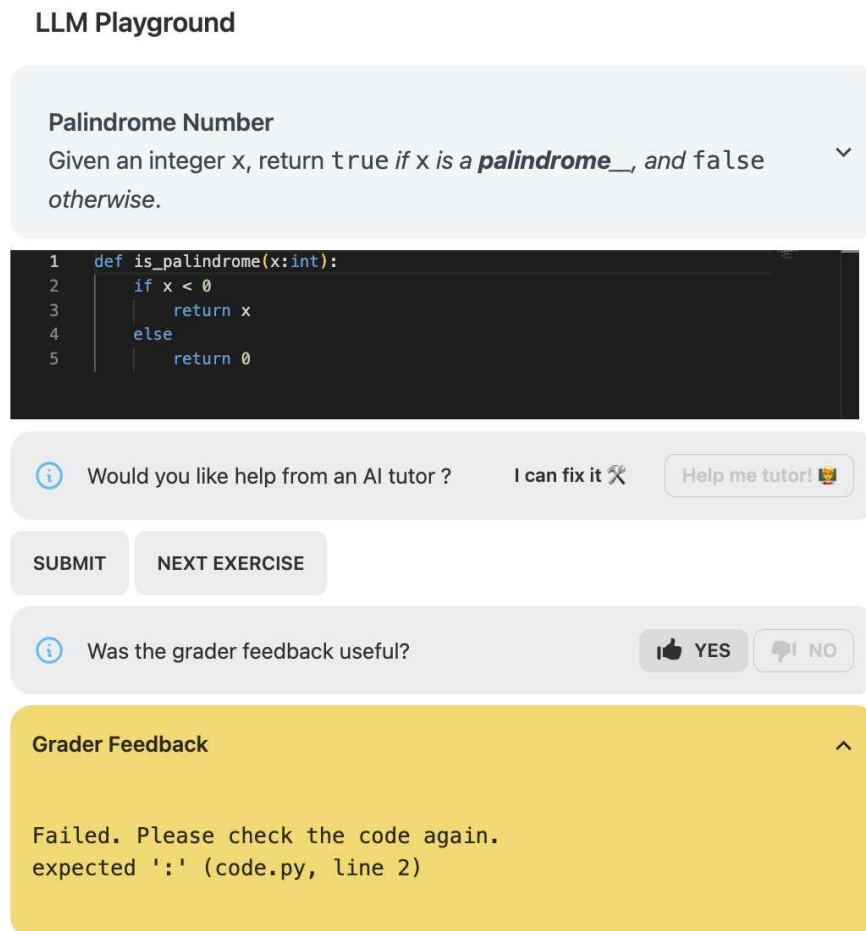 LLM Playground
Palindrome Number
Given an integer x, return true if x is a palindrome__, and false
otherwise.
1 def is_palindrome(x:int):
2 if x < 0
3 return x
4 else
5 return 0
Would you like help from an AI tutor ? I can fix it 🛠 Help me tutor! 👩‍🏫
SUBMIT NEXT EXERCISE
Was the grader feedback useful? YES NO
Grader Feedback
Failed. Please check the code again.
expected ':' (code.py, line 2)